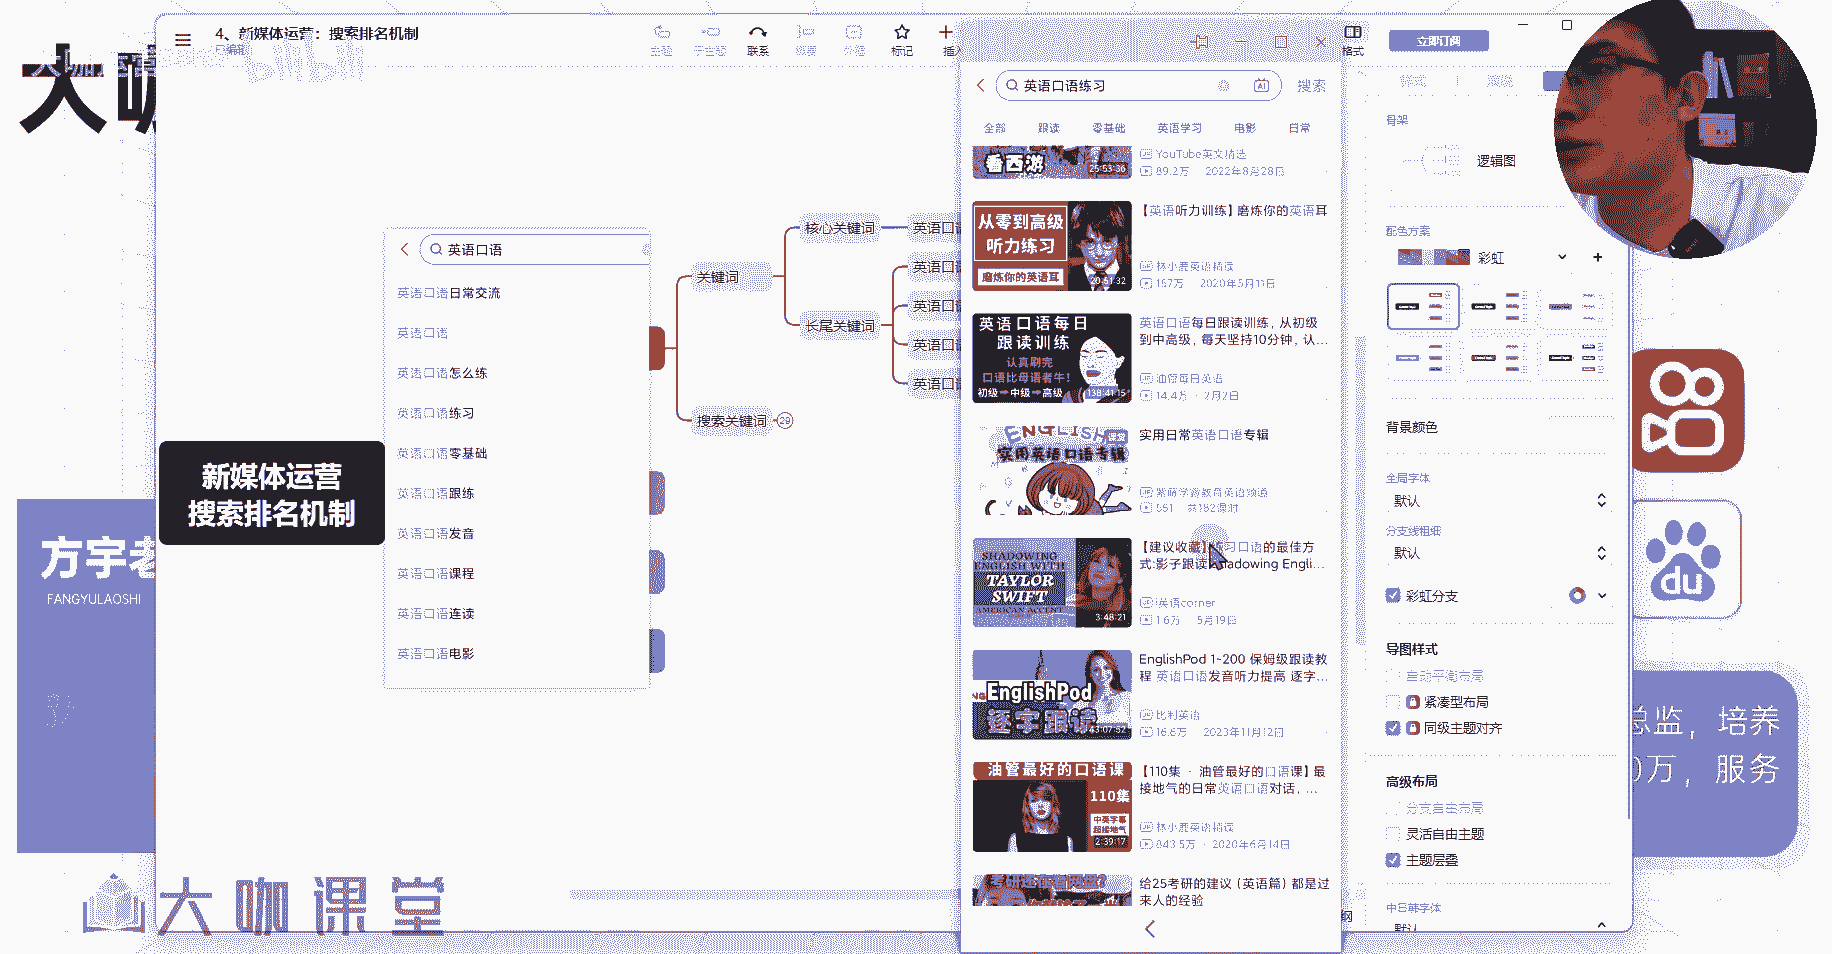 4、新媒体运营：搜索排名机制
已编辑
bilibili
主题
子主题
联系
概要
外框
标记
插入
格式
立即订阅
大咖
英语口语
英语口语日常交流
英语口语
英语口语怎么练
英语口语练习
英语口语零基础
英语口语跟练
英语口语发音
英语口语课程
英语口语连读
英语口语电影
新媒体运营
搜索排名机制
关键词
核心关键词
长尾关键词
搜索关键词
29
英语口语
英语口语
英语口语
英语口语
英语口语
英语口语练习
搜索
全部
跟读
零基础
英语学习
电影
日常
看西游
25:53:36
YouTube英文精选
89.2万 · 2022年8月28日
从零到高级
听力练习
磨炼你的英语耳
20:51:32
【英语听力训练】磨炼你的英语耳
林小鹿英语精读
157万 · 2020年5月11日
英语口语每日
跟读训练
认真刷完
口语比母语者牛！
初级→中级→高级
138:41:15
英语口语每日跟读训练，从初级
到中高级，每天坚持10分钟，认...
油管每日英语
14.4万 · 2月2日
ENGLISH
实用英语口语专辑
实用日常英语口语专辑
紫荫学爱教育英语频道
551 共182课时
SHADOWING
ENGLISH WITH
TAYLOR
SWIFT
AMERICAN ACCENT
3:48:21
【建议收藏】练习口语的最佳方
式:影子跟读Shadowing Engli...
i英语corner
1.6万 · 5月19日
EnglishPod
逐字跟读
43:07:52
EnglishPod 1-200 保姆级跟读教
程 英语口语发音听力提高 逐字...
比利英语
16.6万 · 2023年11月12日
油管最好的口语课
110集
中英字幕
超接地气
2:39:17
【110集 · 油管最好的口语课】最
接地气的日常英语口语对话，...
林小鹿英语精读
843.5万 · 2020年6月14日
给25考研的建议（英语篇）都是过
来人的经验
骨架
逻辑图
配色方案
彩虹
背景颜色
全局字体
默认
分支线粗细
默认
彩虹分支
导图样式
自动平衡布局
紧凑型布局
同级主题对齐
高级布局
分支自由布局
灵活自由主题
主题层叠
中日韩字体
默认
方宇老
FANGYULAOSHI
du
总监，培养
0万，服务
大咖课堂